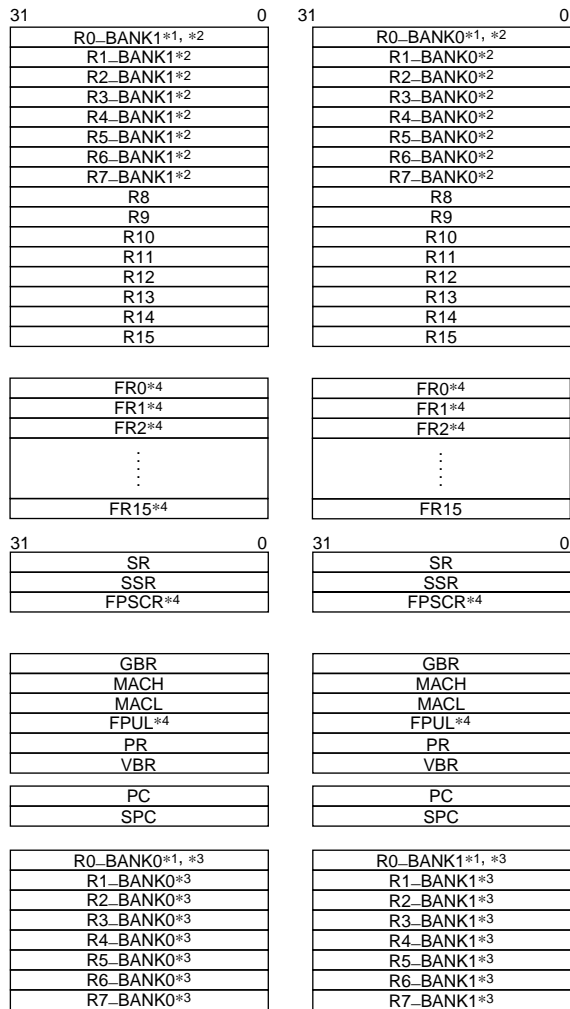 31 0
R0_BANK1*1, *2
R1_BANK1*2
R2_BANK1*2
R3_BANK1*2
R4_BANK1*2
R5_BANK1*2
R6_BANK1*2
R7_BANK1*2
R8
R9
R10
R11
R12
R13
R14
R15
FR0*4
FR1*4
FR2*4
FR15*4
31 0
SR
SSR
FPSCR*4
GBR
MACH
MACL
FPUL*4
PR
VBR
PC
SPC
R0_BANK0*1, *3
R1_BANK0*3
R2_BANK0*3
R3_BANK0*3
R4_BANK0*3
R5_BANK0*3
R6_BANK0*3
R7_BANK0*3
31 0
R0_BANK0*1, *2
R1_BANK0*2
R2_BANK0*2
R3_BANK0*2
R4_BANK0*2
R5_BANK0*2
R6_BANK0*2
R7_BANK0*2
R8
R9
R10
R11
R12
R13
R14
R15
FR0*4
FR1*4
FR2*4
FR15
31 0
SR
SSR
FPSCR*4
GBR
MACH
MACL
FPUL*4
PR
VBR
PC
SPC
R0_BANK1*1, *3
R1_BANK1*3
R2_BANK1*3
R3_BANK1*3
R4_BANK1*3
R5_BANK1*3
R6_BANK1*3
R7_BANK1*3